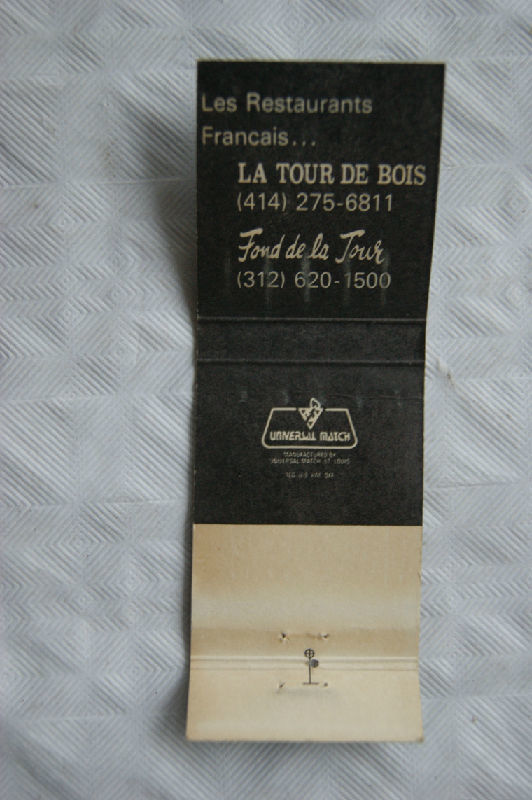 Les Restaurants
Francais...
LA TOUR DE BOIS
(414) 275-6811
Fond de la Tour
(312) 620-1500
UNIVERSAL MATCH
MANUFACTURED BY
UNIVERSAL MATCH ST. LOUIS